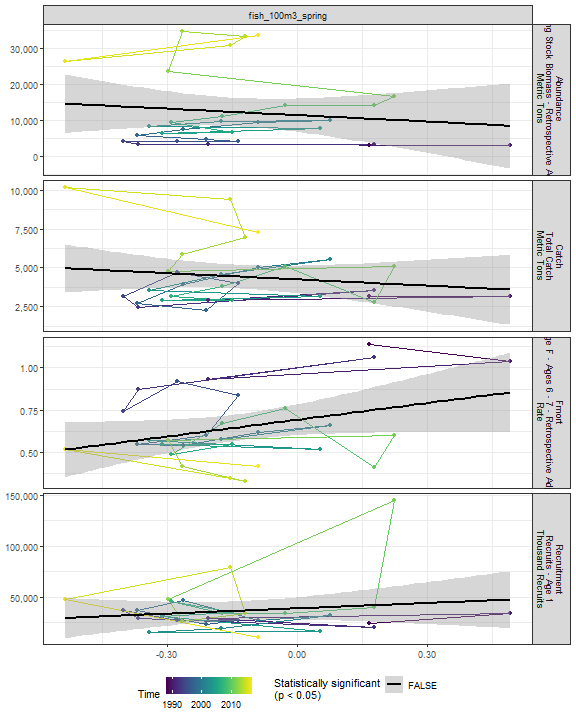 fish_100m3_spring
30,000
20,000
10,000
0
Abundance
ng Stock Biomass - Retrospective A
Metric Tons
10,000
7,500
5,000
2,500
Catch
Total Catch
Metric Tons
1.00
0.75
0.50
Fmort
ge F - Ages 6 - 7 - Retrospective Ad
Rate
150,000
100,000
50,000
Recruitment
Recruits - Age 1
Thousand Recruits
-0.30 0.00 0.30
Time
1990 2000 2010
Statistically significant
(p < 0.05)
FALSE